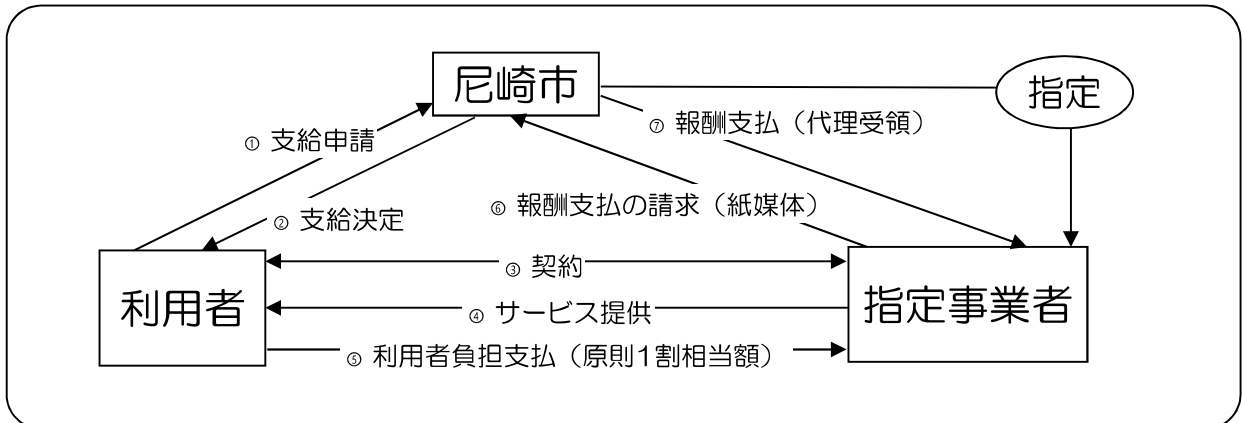 尼崎市
指定
⑦ 報酬支払（代理受領）
① 支給申請
⑥ 報酬支払の請求（紙媒体）
② 支給決定
③ 契約
利用者
指定事業者
④ サービス提供
⑤ 利用者負担支払（原則１割相当額）